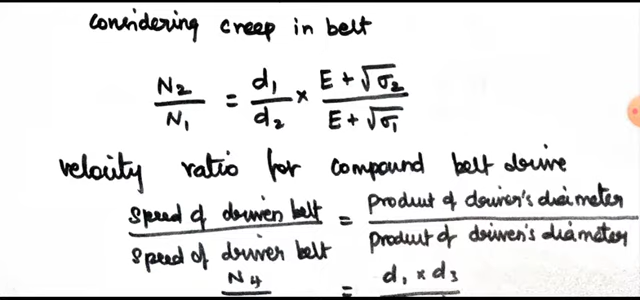 considering creep in belt
N₂/N₁ = d₁/d₂ × (E + √σ₂)/(E + √σ₁)
velocity ratio for compound belt drive
speed of driven belt / speed of driver belt = product of driver's diameter / product of driven's diameter
N₄ = d₁ × d₃